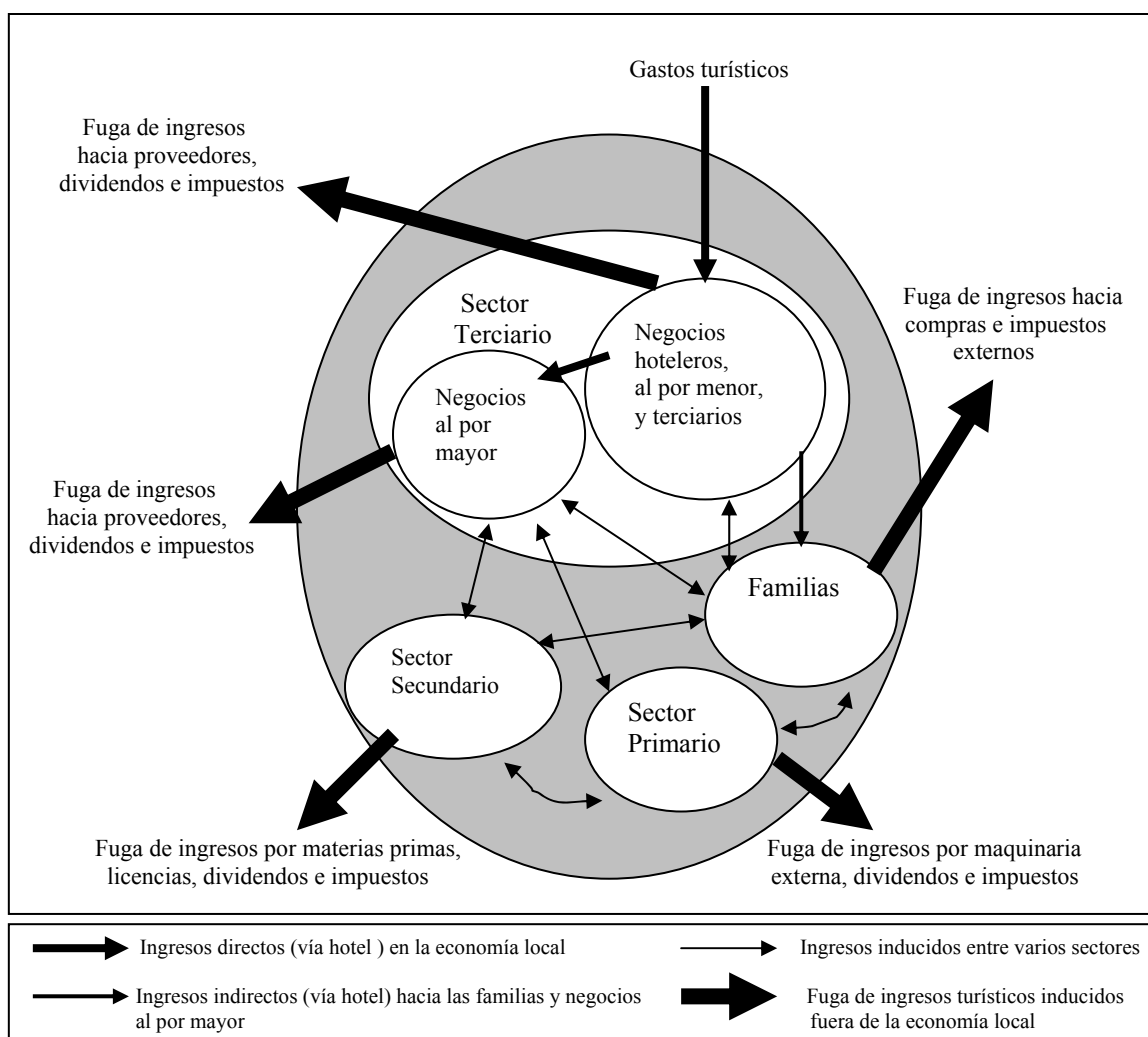 Gastos turísticos
Fuga de ingresos
hacia proveedores,
dividendos e impuestos
Fuga de ingresos hacia
compras e impuestos
externos
Sector
Terciario
Negocios
hoteleros,
al por menor,
y terciarios
Negocios
al por
mayor
Fuga de ingresos
hacia proveedores,
dividendos e impuestos
Familias
Sector
Secundario
Sector
Primario
Fuga de ingresos por materias primas,
licencias, dividendos e impuestos
Fuga de ingresos por maquinaria
externa, dividendos e impuestos
Ingresos directos (vía hotel ) en la economía local
Ingresos indirectos (vía hotel) hacia las familias y negocios
al por mayor
Ingresos inducidos entre varios sectores
Fuga de ingresos turísticos inducidos
fuera de la economía local